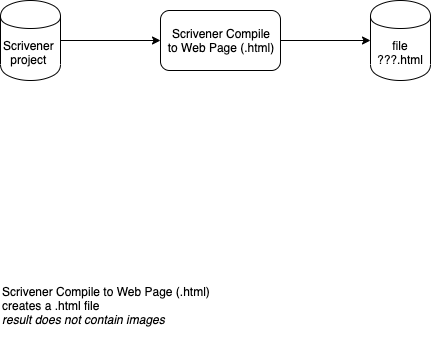 Scrivener
project
Scrivener Compile
to Web Page (.html)
file
???.html
Scrivener Compile to Web Page (.html)
creates a .html file
result does not contain images